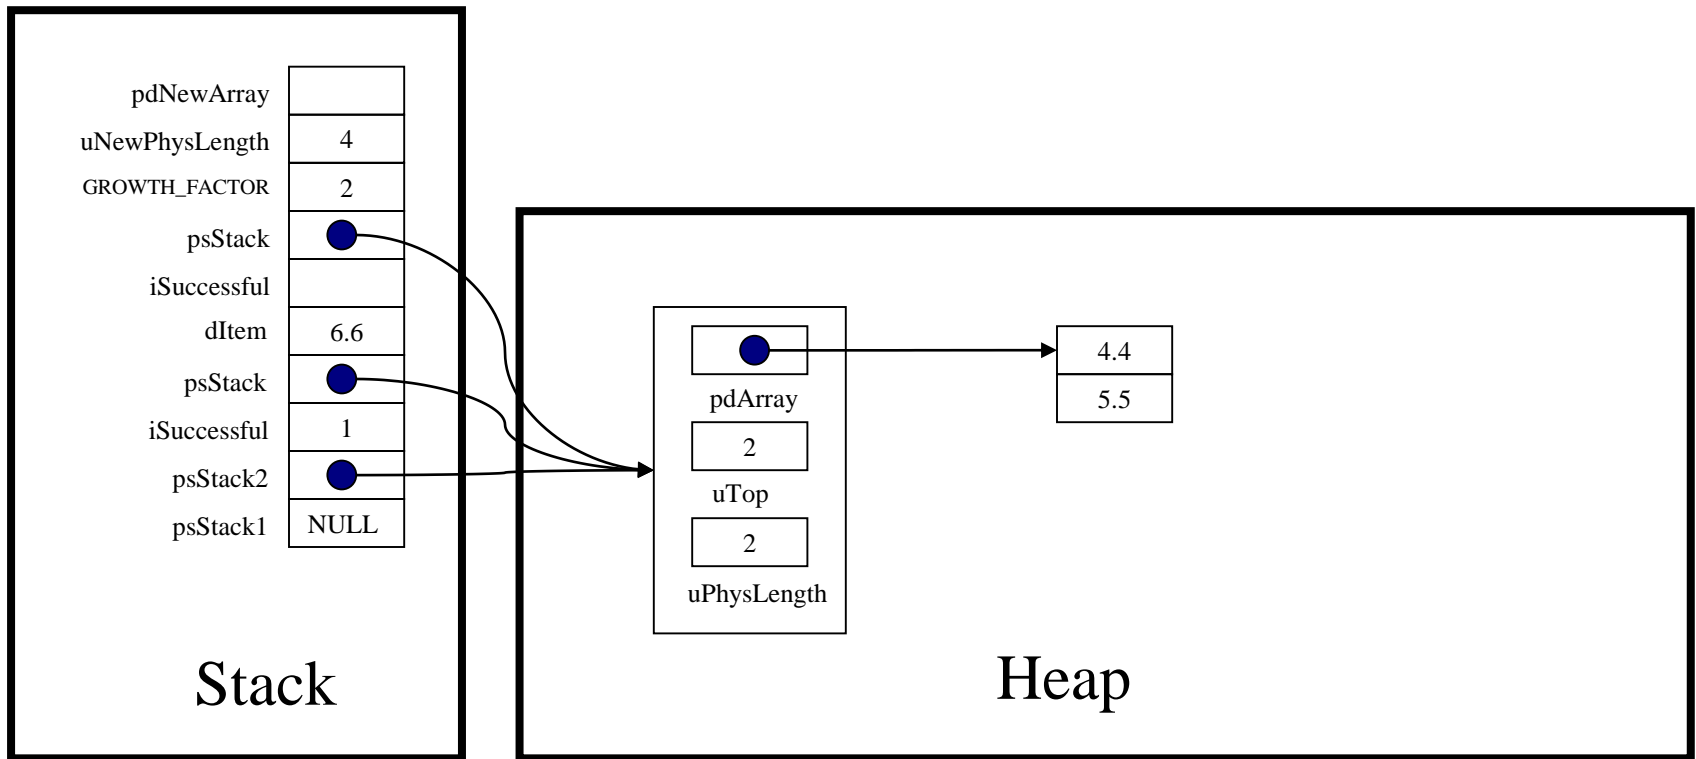 pdNewArray
uNewPhysLength 4
GROWTH_FACTOR 2
psStack
iSuccessful
dItem 6.6
psStack
iSuccessful 1
psStack2
psStack1 NULL
Stack
pdArray
2
uTop
2
uPhysLength
4.4
5.5
Heap